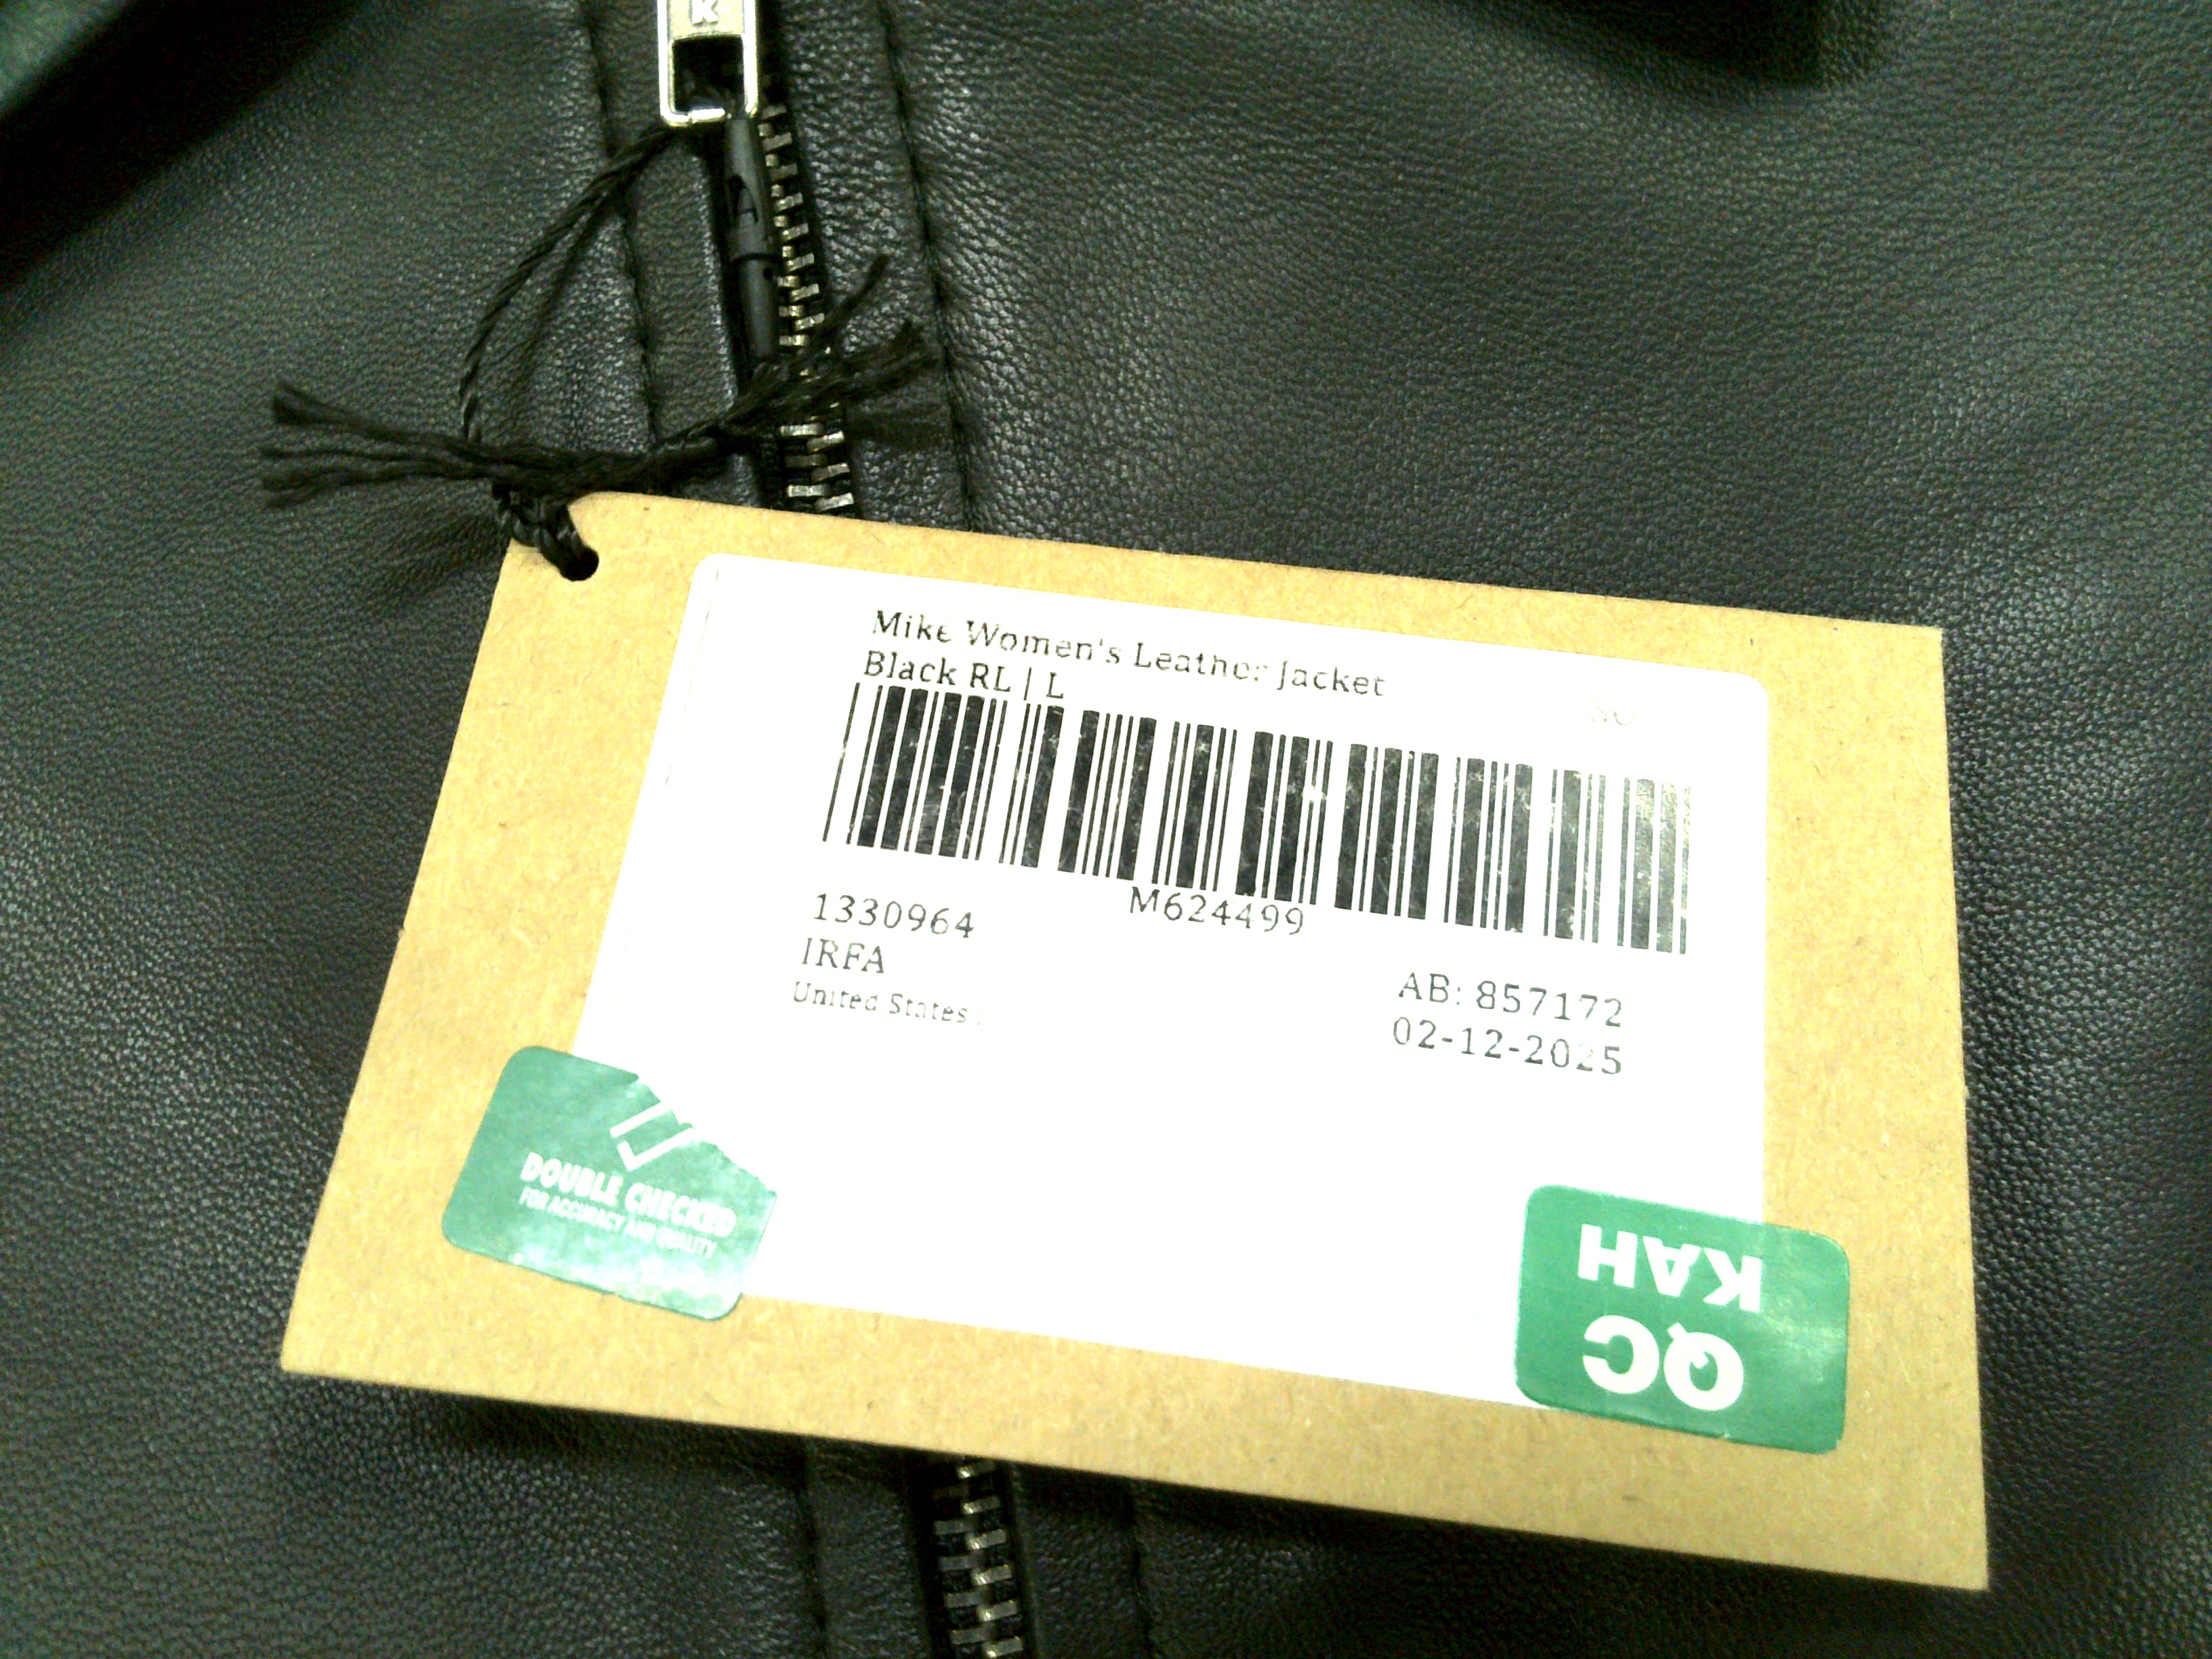 K
Mike Women's Leather Jacket
Black RL | L
M624499
1330964
IRFA
United States
AB: 857172
02-12-2025
DOUBLE CHECKED
FOR ACCURACY AND QUALITY
QC
KAH